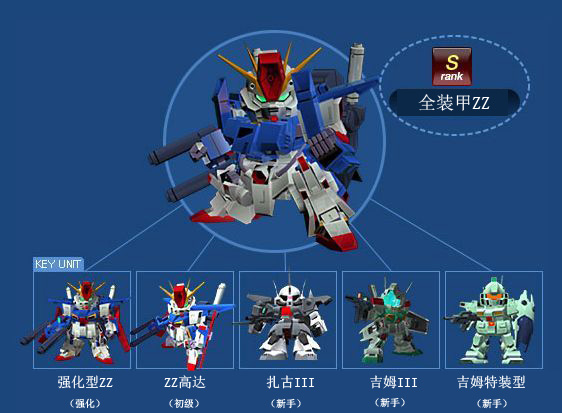 S
rank
全装甲ZZ
KEY UNIT
强化型ZZ
ZZ高达
扎古III
吉姆III
吉姆特装型
（强化）
（初级）
（新手）
（新手）
（新手）